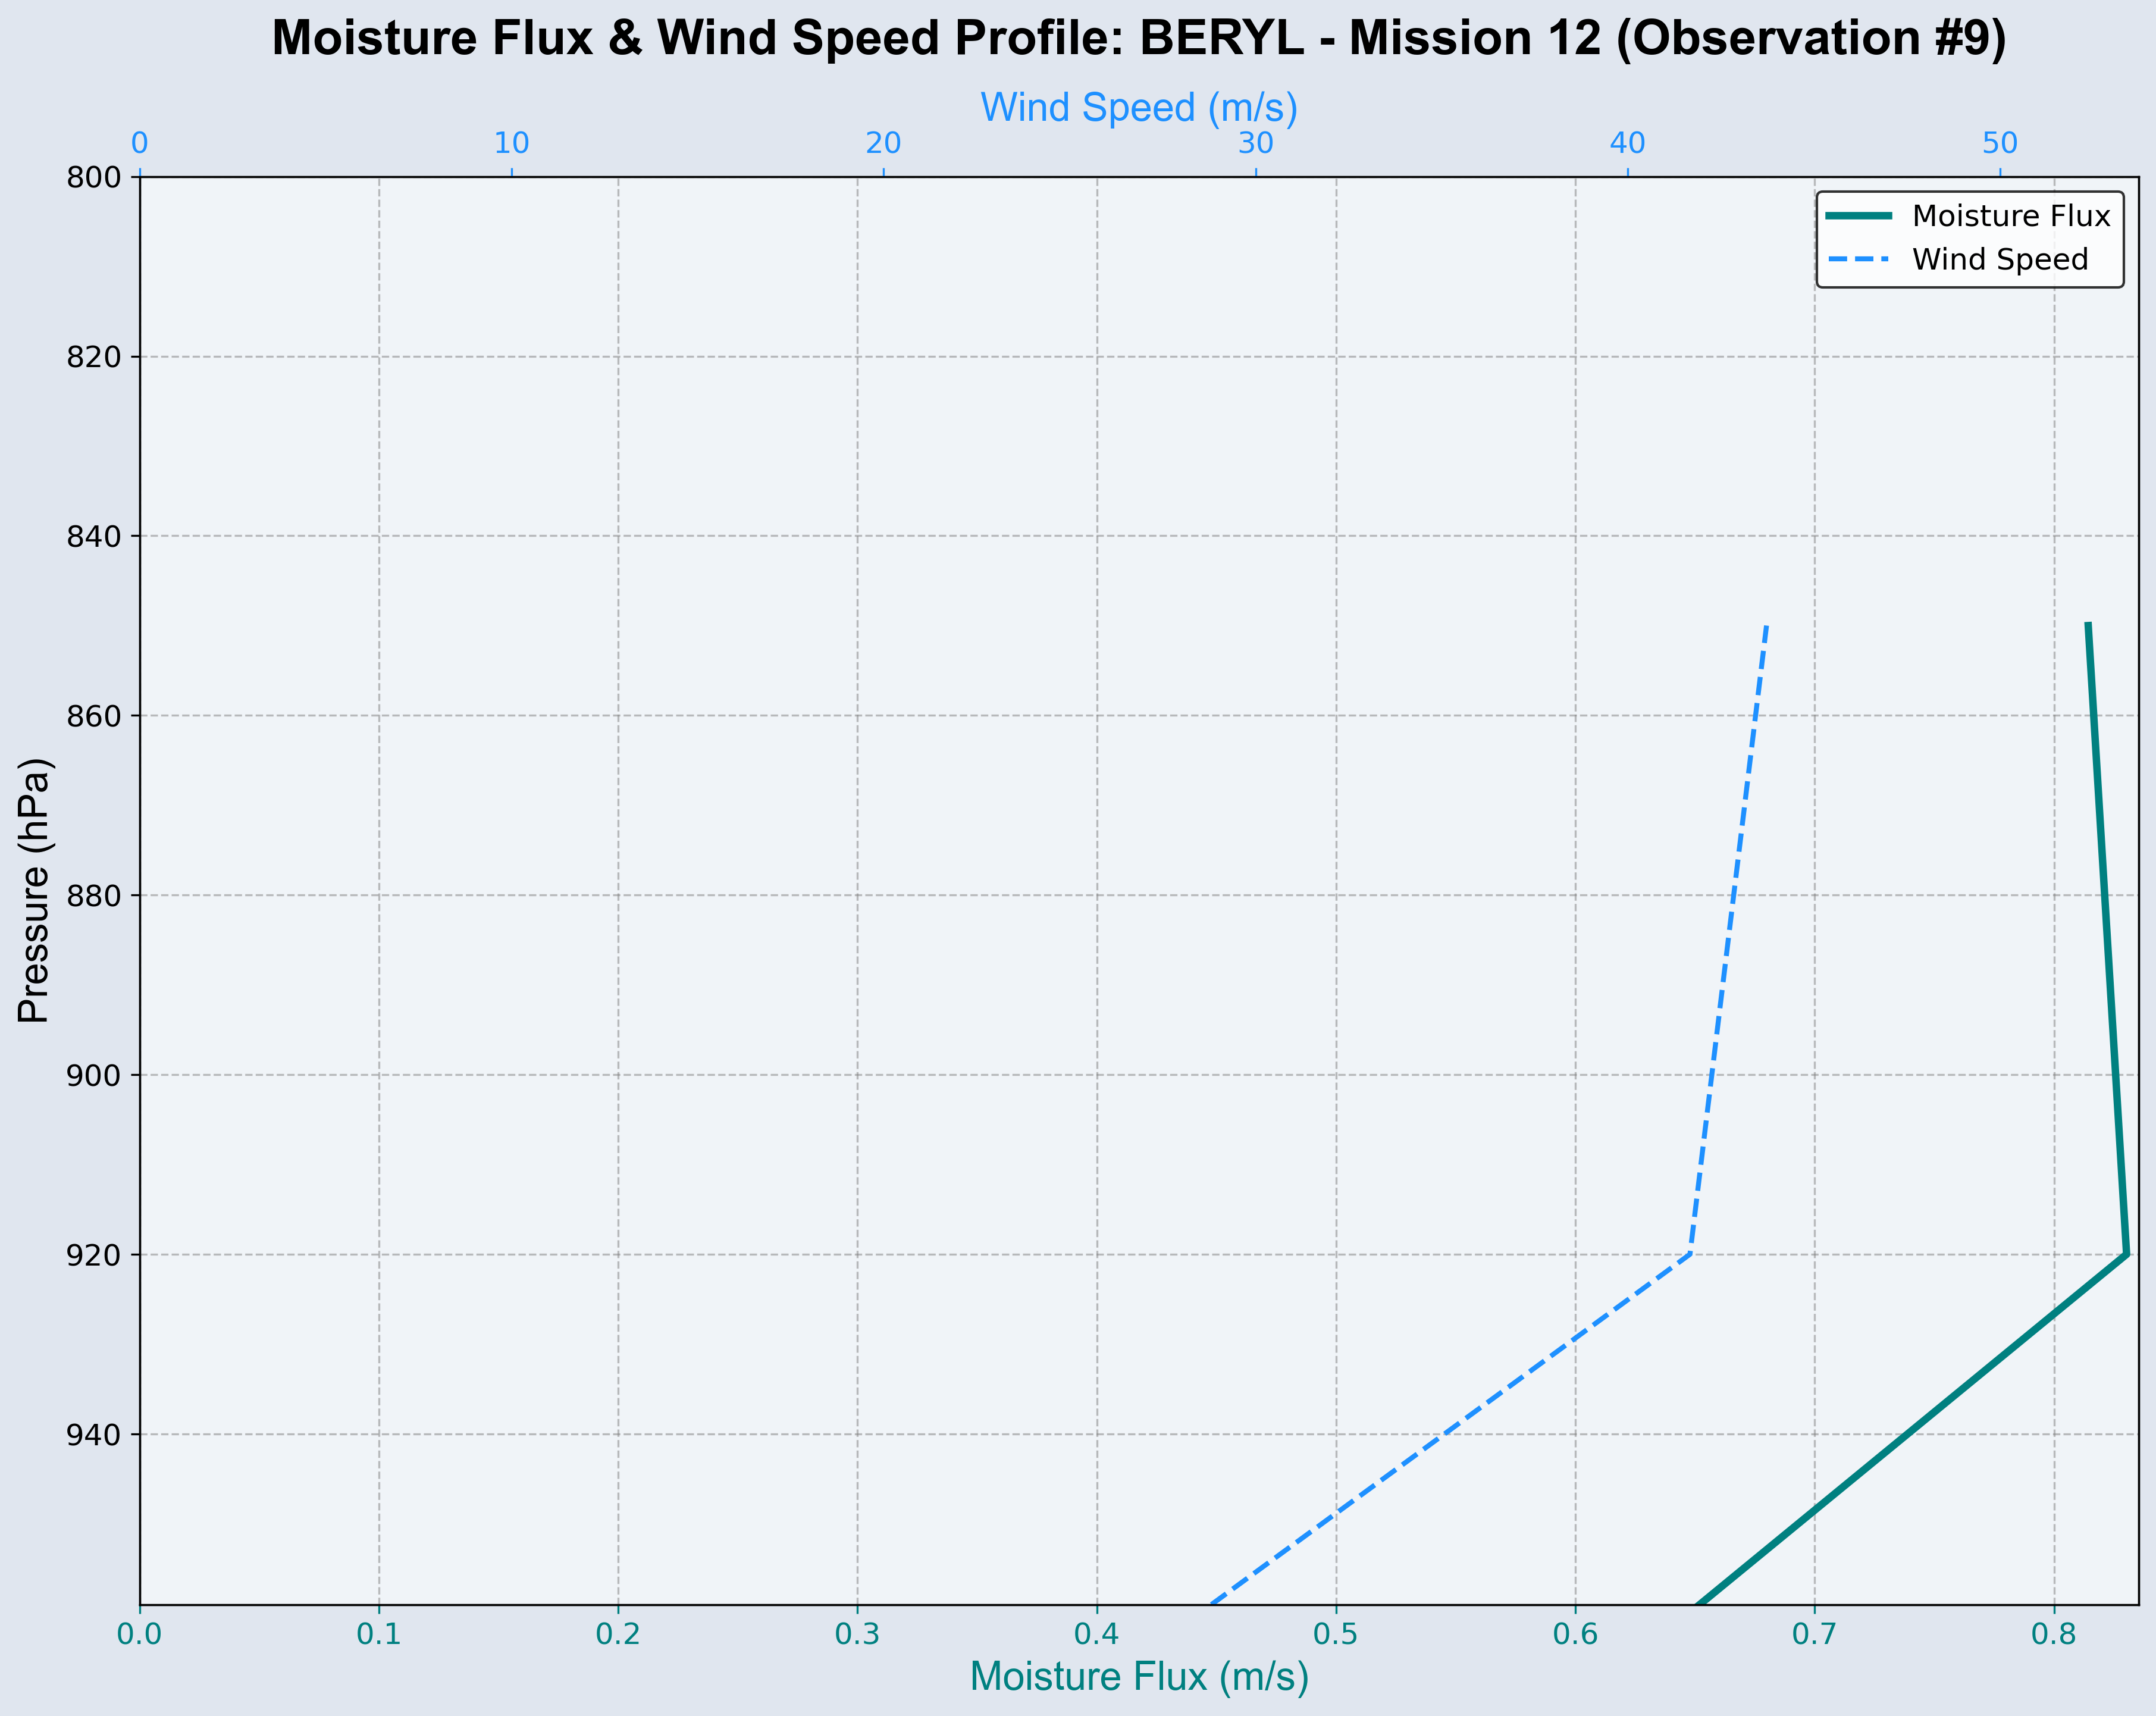 Moisture Flux & Wind Speed Profile: BERYL - Mission 12 (Observation #9)
Wind Speed (m/s)
0 10 20 30 40 50
Moisture Flux
Wind Speed
Pressure (hPa)
800
820
840
860
880
900
920
940
0.0 0.1 0.2 0.3 0.4 0.5 0.6 0.7 0.8
Moisture Flux (m/s)